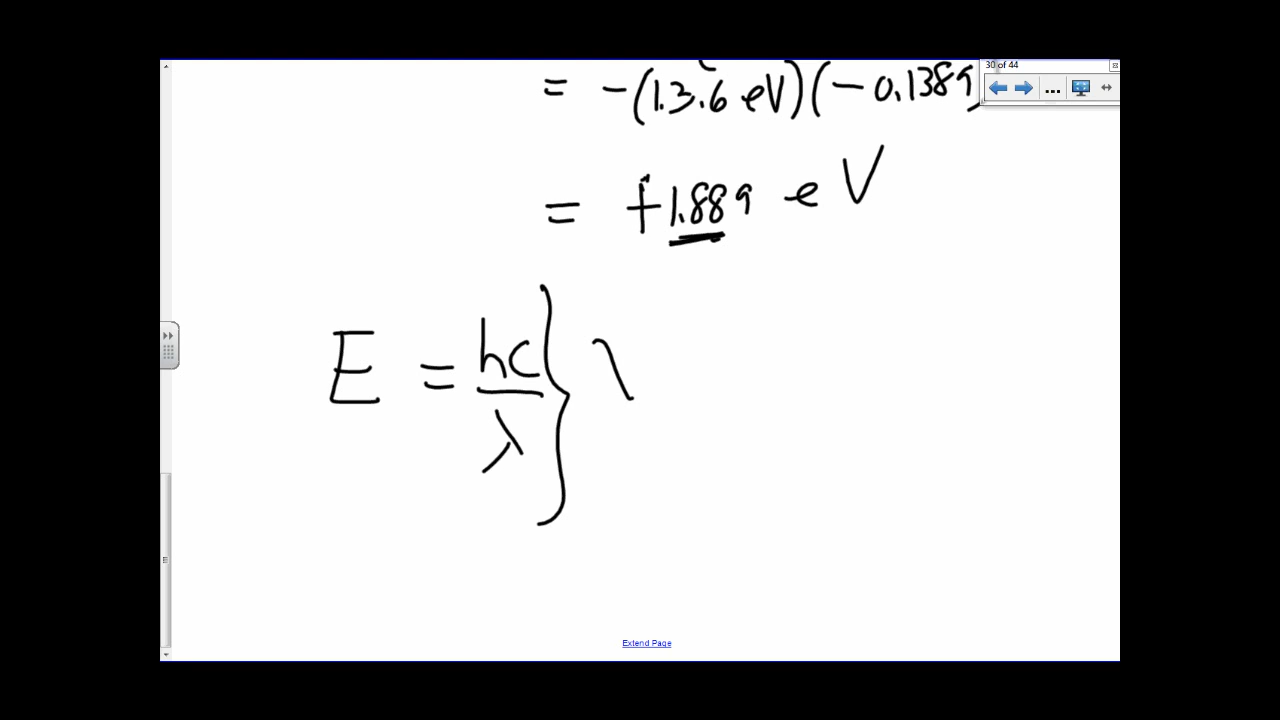 30 of 44
= -(13.6 eV)(-0.1389
= +1.889 eV
E = hc/λ } \
Extend Page